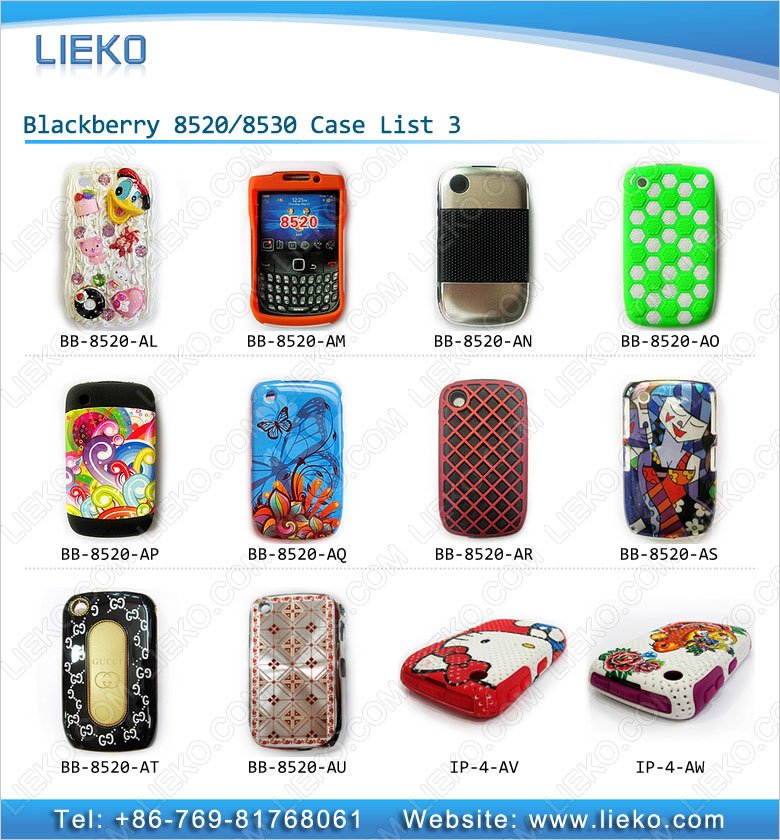 LIEKO
Blackberry 8520/8530 Case List 3
8520
BB-8520-AL BB-8520-AM BB-8520-AN BB-8520-AO
BB-8520-AP BB-8520-AQ BB-8520-AR BB-8520-AS
GUCCI
BB-8520-AT BB-8520-AU IP-4-AV IP-4-AW
Tel: +86-769-81768061 Website: www.lieko.com
LIEKO.COM